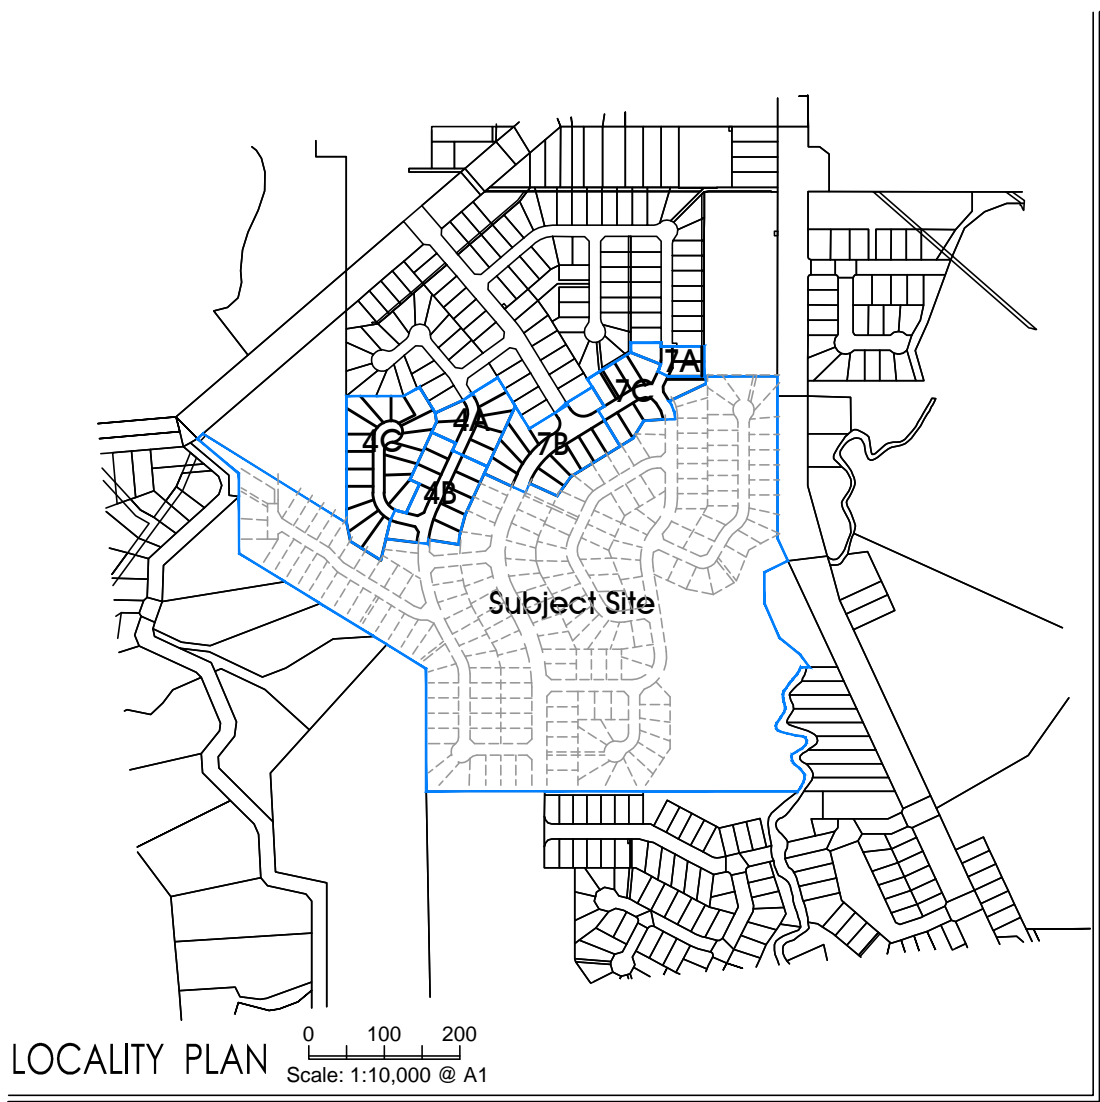 7A
7C
4A
4C
7B
4B
Subject Site
0 100 200
LOCALITY PLAN
Scale: 1:10,000 @ A1